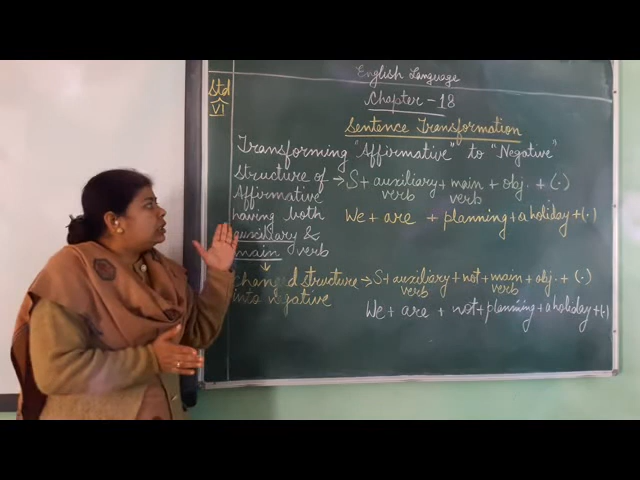 English Language
Std
VI
Chapter - 18
Sentence Transformation
Transforming "Affirmative" to "Negative"
Structure of → S + auxiliary + main + obj. + (.)
Affirmative verb verb
having both We + are + planning + a holiday + (.)
auxiliary &
main verb
↓
Changed structure → S + auxiliary + not + main + obj. + (.)
into negative verb verb
We + are + not + planning + a holiday + (.)